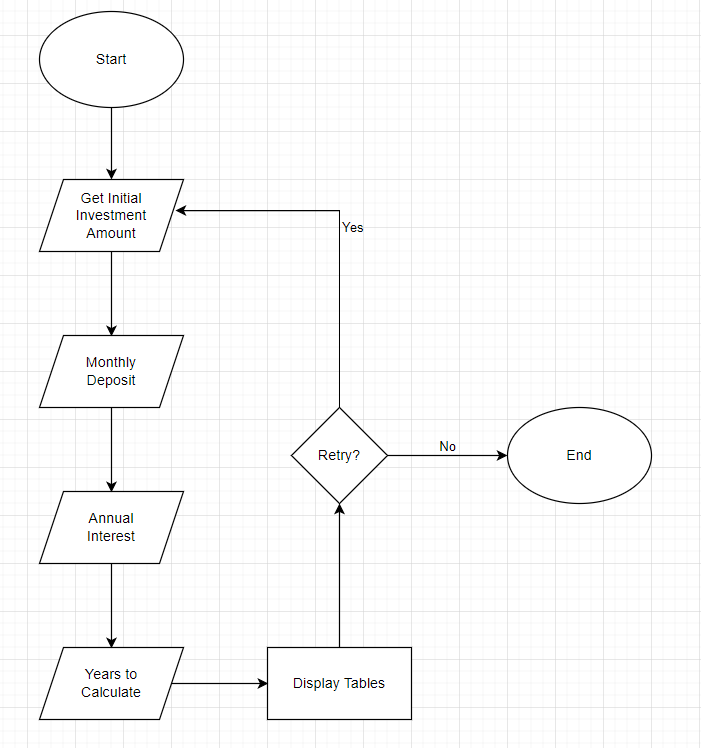 Start
Get Initial
Investment
Amount
Yes
Monthly
Deposit
Retry?
No
End
Annual
Interest
Years to
Calculate
Display Tables